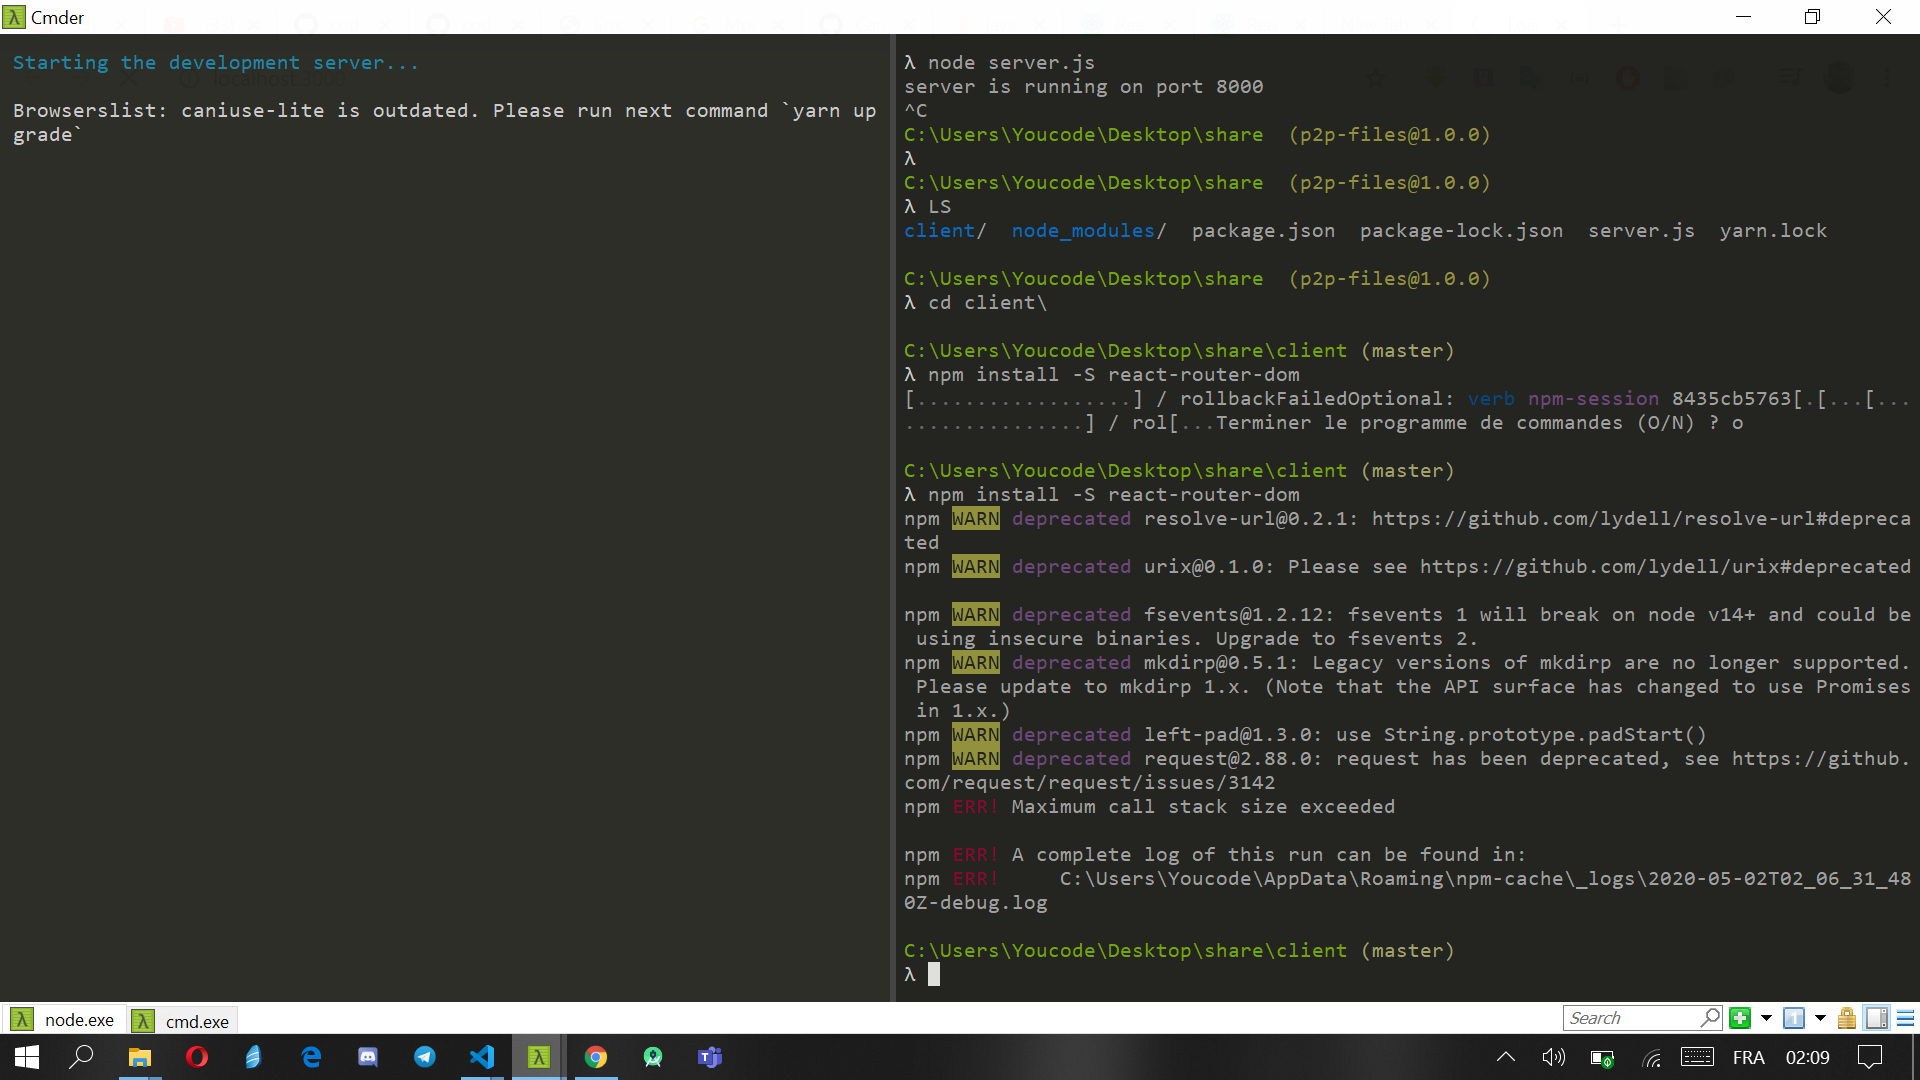 Cmder
Starting the development server...
Browserslist: caniuse-lite is outdated. Please run next command `yarn up
grade`
λ node server.js
server is running on port 8000
^C
C:\Users\Youcode\Desktop\share  (p2p-files@1.0.0)
λ
C:\Users\Youcode\Desktop\share  (p2p-files@1.0.0)
λ LS
client/  node_modules/  package.json  package-lock.json  server.js  yarn.lock
C:\Users\Youcode\Desktop\share  (p2p-files@1.0.0)
λ cd client\
C:\Users\Youcode\Desktop\share\client (master)
λ npm install -S react-router-dom
[..................] / rollbackFailedOptional: verb npm-session 8435cb5763[.[...[...
...............] / rol[...Terminer le programme de commandes (O/N) ? o
C:\Users\Youcode\Desktop\share\client (master)
λ npm install -S react-router-dom
npm WARN deprecated resolve-url@0.2.1: https://github.com/lydell/resolve-url#depreca
ted
npm WARN deprecated urix@0.1.0: Please see https://github.com/lydell/urix#deprecated
npm WARN deprecated fsevents@1.2.12: fsevents 1 will break on node v14+ and could be
 using insecure binaries. Upgrade to fsevents 2.
npm WARN deprecated mkdirp@0.5.1: Legacy versions of mkdirp are no longer supported.
 Please update to mkdirp 1.x. (Note that the API surface has changed to use Promises
 in 1.x.)
npm WARN deprecated left-pad@1.3.0: use String.prototype.padStart()
npm WARN deprecated request@2.88.0: request has been deprecated, see https://github.
com/request/request/issues/3142
npm ERR! Maximum call stack size exceeded
npm ERR! A complete log of this run can be found in:
npm ERR!     C:\Users\Youcode\AppData\Roaming\npm-cache\_logs\2020-05-02T02_06_31_48
0Z-debug.log
C:\Users\Youcode\Desktop\share\client (master)
λ
node.exe
cmd.exe
Search
1
FRA
02:09